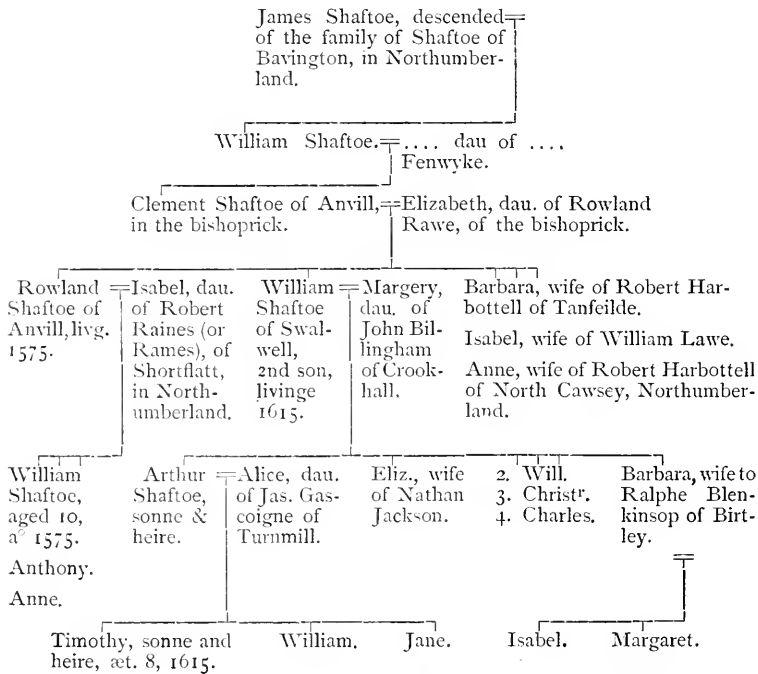 James Shaftoe, descended
of the family of Shaftoe of
Bavington, in Northumber-
land.
William Shaftoe. .... dau of ....
Fenwyke.
Clement Shaftoe of Anvill,
in the bishoprick.
Elizabeth, dau. of Rowland
Rawe, of the bishoprick.
Rowland
Shaftoe of
Anvill, livg.
1575.
Isabel, dau.
of Robert
Raines (or
Rames), of
Shortflatt,
in North-
umberland.
William
Shaftoe
of Swal-
well,
2nd son,
livinge
1615.
Margery,
dau. of
John Bil-
lingham
of Crook-
hall.
Barbara, wife of Robert Har-
bottell of Tanfeilde.
Isabel, wife of William Lawe.
Anne, wife of Robert Harbottell
of North Cawsey, Northumber-
land.
William
Shaftoe,
aged 10,
a° 1575.
Anthony.
Anne.
Arthur
Shaftoe,
sonne &
heire.
Alice, dau.
of Jas. Gas-
coigne of
Turnmill.
Eliz., wife
of Nathan
Jackson.
2. Will.
3. Christr.
4. Charles.
Barbara, wife to
Ralphe Blen-
kinsop of Birt-
ley.
Timothy, sonne and
heire, æt. 8, 1615.
William.
Jane.
Isabel.
Margaret.